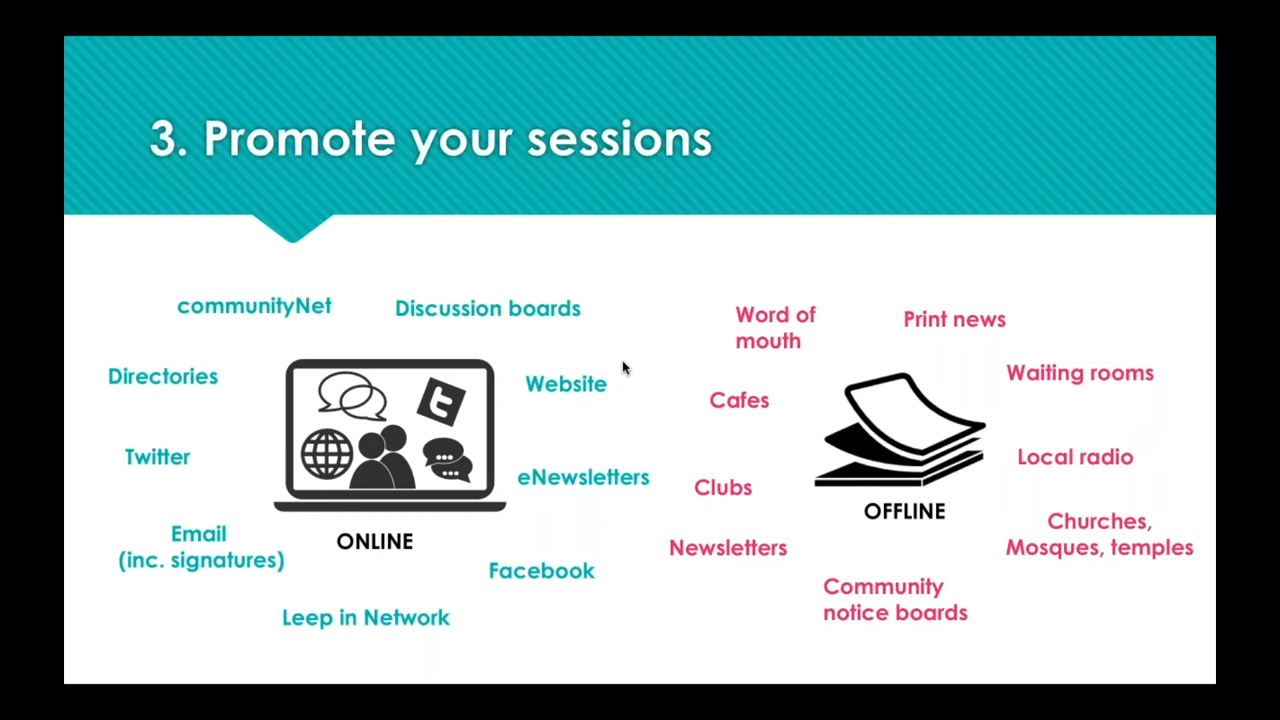 3. Promote your sessions
communityNet
Discussion boards
Directories
Website
Twitter
eNewsletters
Email
(inc. signatures)
ONLINE
Facebook
Leep in Network
Word of
mouth
Print news
Waiting rooms
Cafes
Local radio
Clubs
OFFLINE
Churches,
Mosques, temples
Newsletters
Community
notice boards